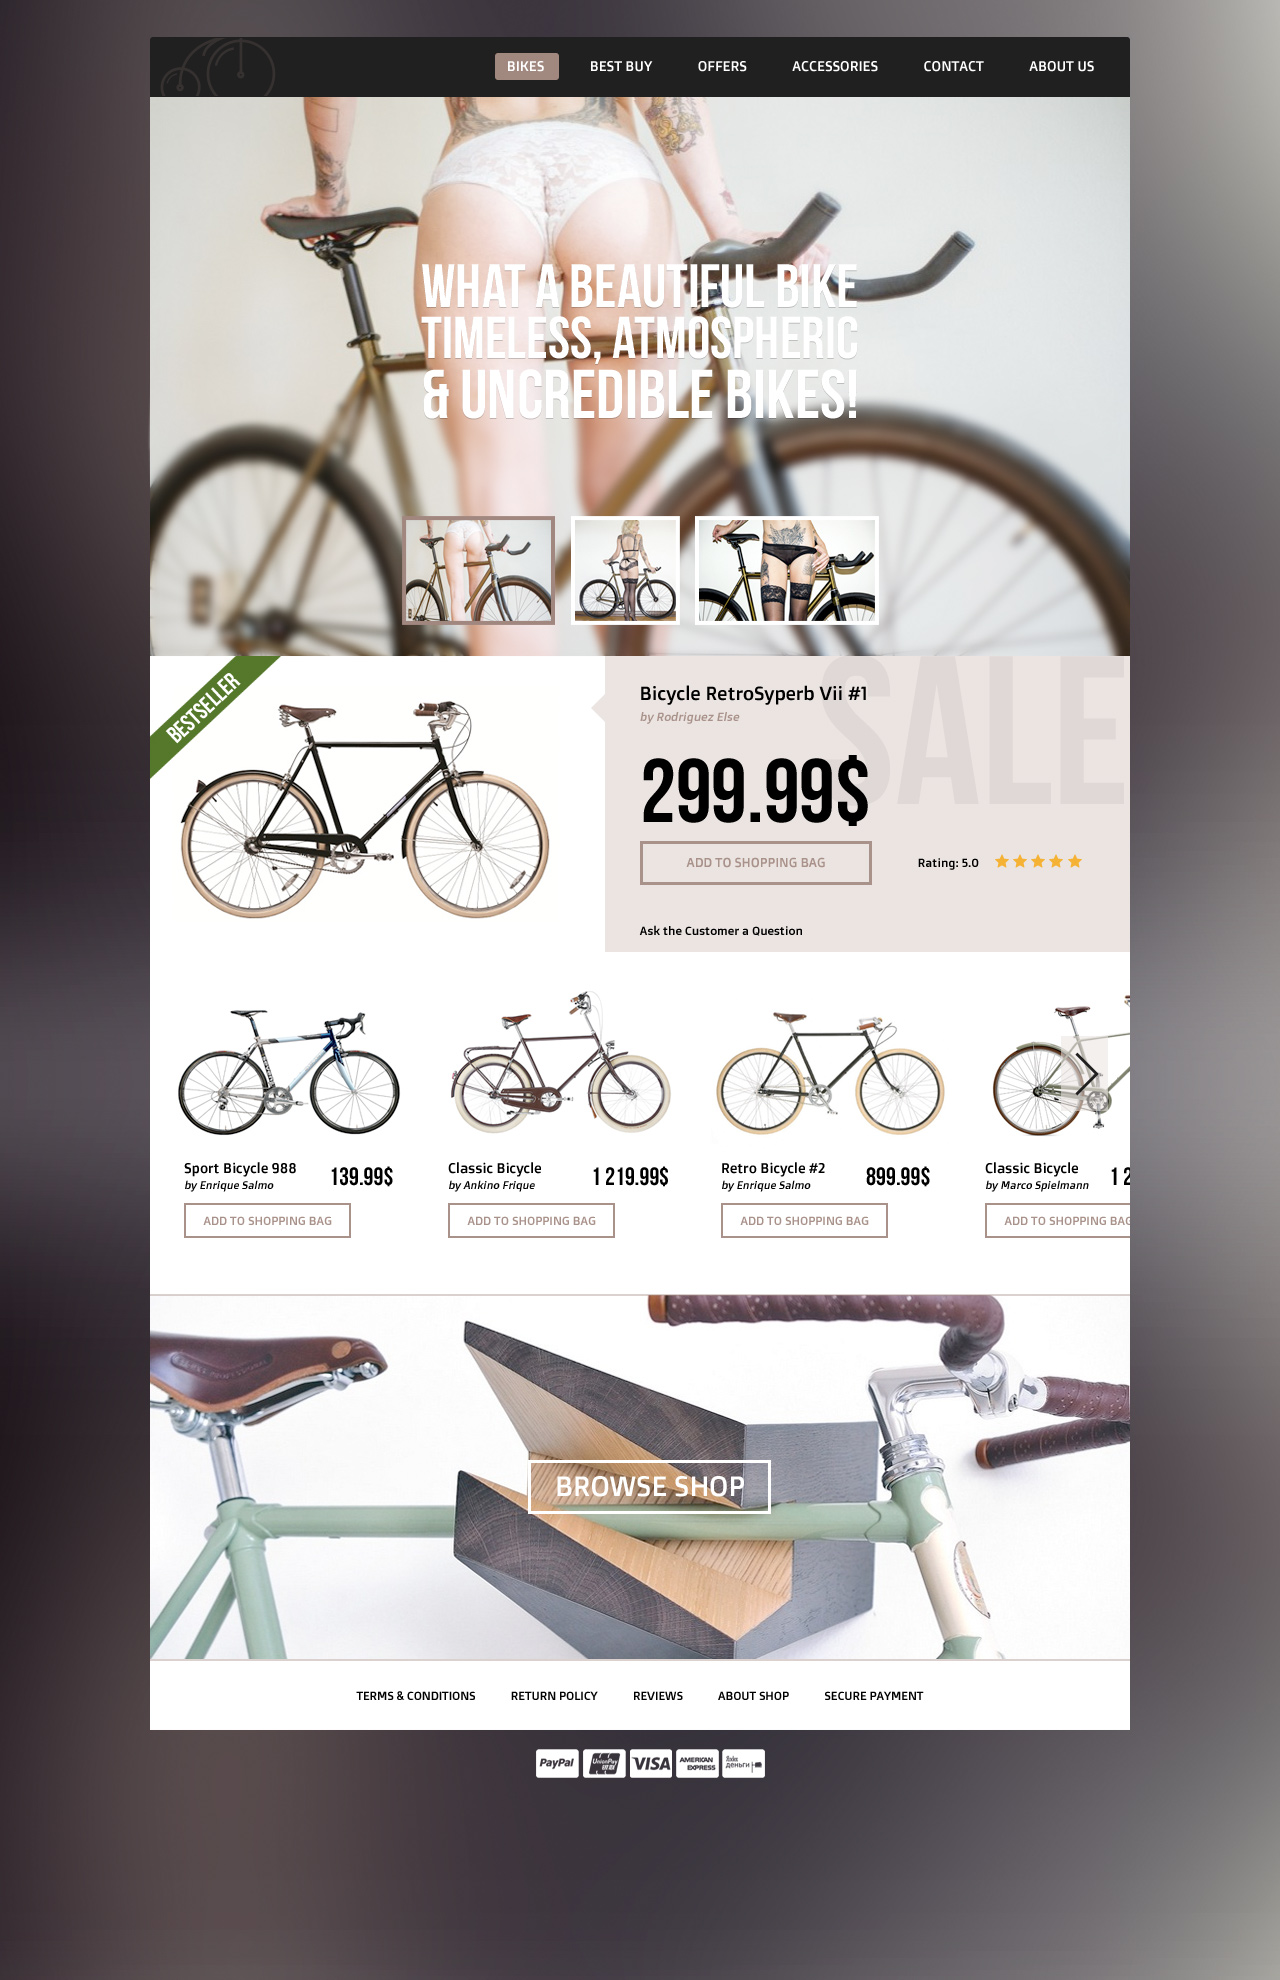 BIKES
BEST BUY
OFFERS
ACCESSORIES
CONTACT
ABOUT US
WHAT A BEAUTIFUL BIKE
TIMELESS, ATMOSPHERIC
& UNCREDIBLE BIKES!
BESTSELLER
SALE
Bicycle RetroSyperb Vii #1
by Rodriguez Else
299.99$
ADD TO SHOPPING BAG
Rating: 5.0
Ask the Customer a Question
Sport Bicycle 988
by Enrique Salmo
139.99$
ADD TO SHOPPING BAG
Classic Bicycle
by Ankino Frique
1 219.99$
ADD TO SHOPPING BAG
Retro Bicycle #2
by Enrique Salmo
899.99$
ADD TO SHOPPING BAG
Classic Bicycle
by Marco Spielmann
1 2
ADD TO SHOPPING BAG
BROWSE SHOP
TERMS & CONDITIONS
RETURN POLICY
REVIEWS
ABOUT SHOP
SECURE PAYMENT
PayPal
UnionPay
VISA
AMERICAN
EXPRESS
деньги